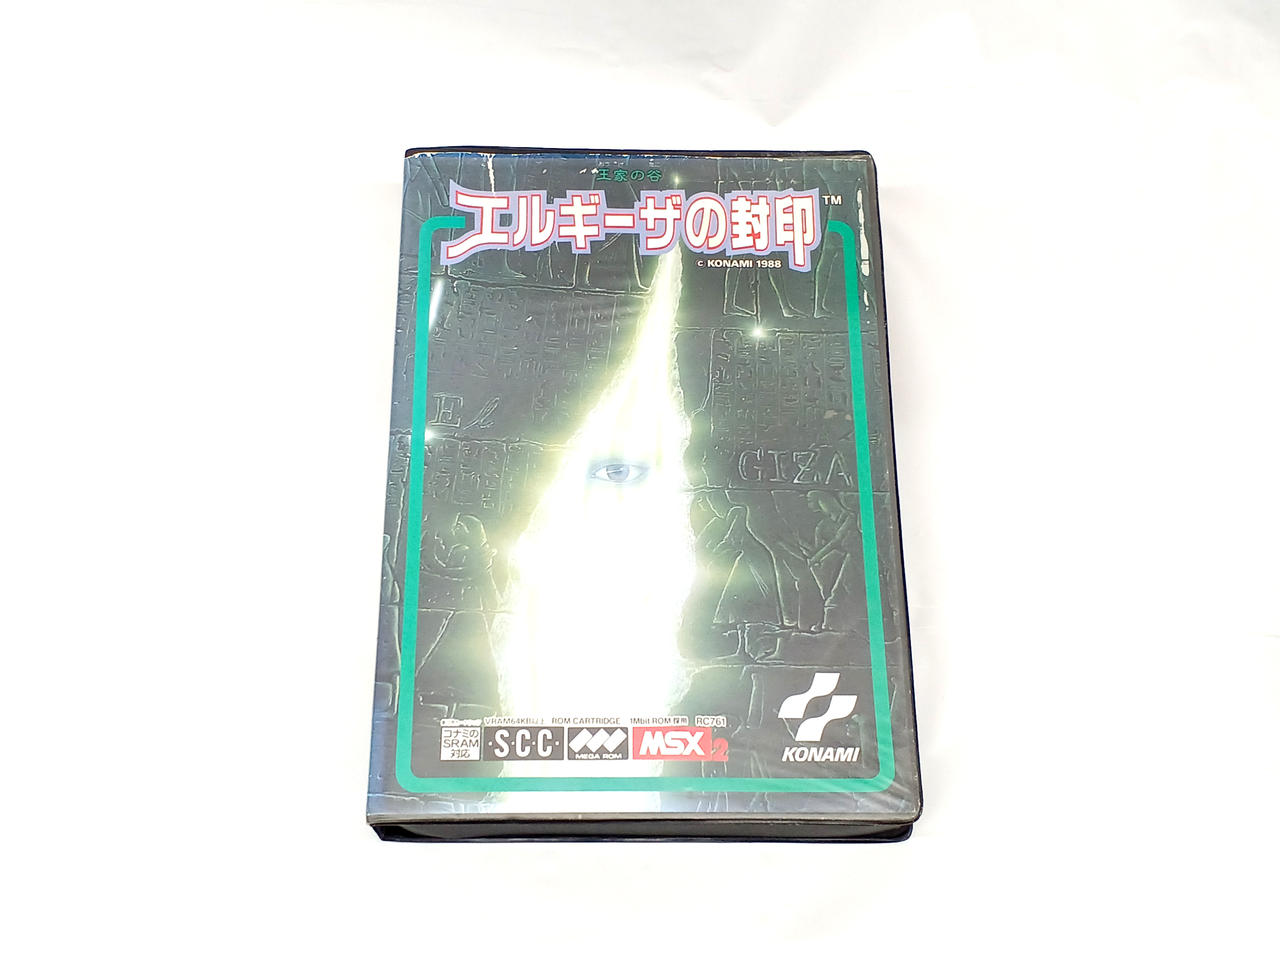 王家の谷
エルギーザの封印 TM
© KONAMI 1988
El
GIZA
VRAM64KB以上 ROM CARTRIDGE 1Mbit ROM 採用 RC761
コナミの
SRAM
対応
·S·C·C·
MEGA ROM
MSX 2
KONAMI